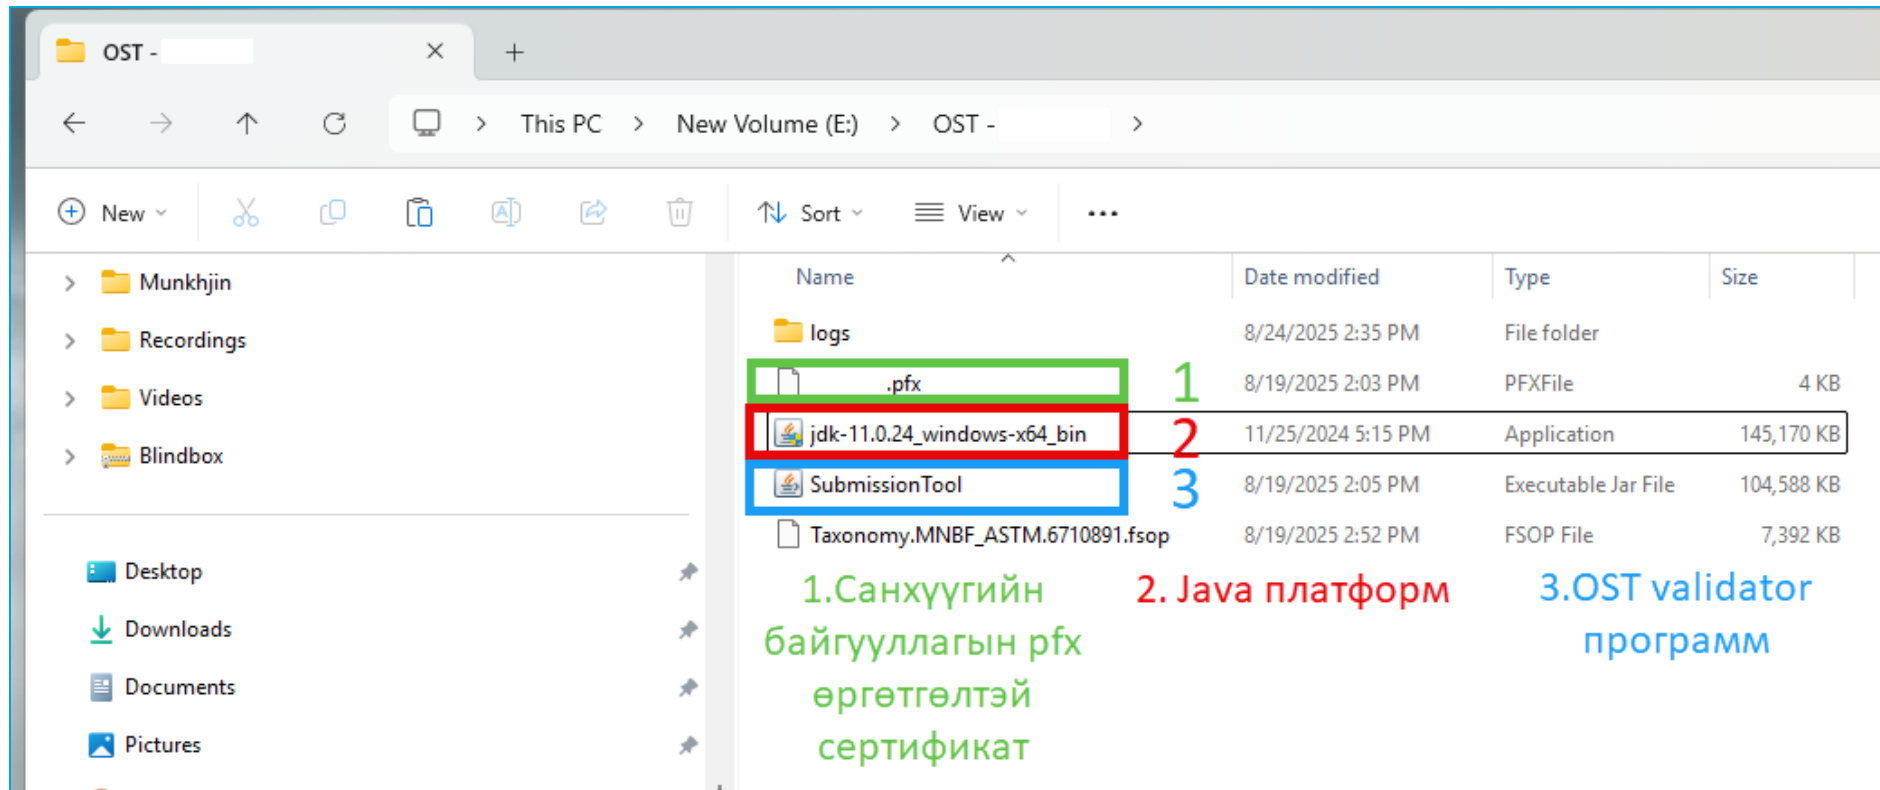 OST -
This PC > New Volume (E:) > OST - >
New
Sort
View
Munkhjin
Recordings
Videos
Blindbox
Desktop
Downloads
Documents
Pictures
Name Date modified Type Size
logs 8/24/2025 2:35 PM File folder
.pfx 1 8/19/2025 2:03 PM PFXFile 4 KB
jdk-11.0.24_windows-x64_bin 2 11/25/2024 5:15 PM Application 145,170 KB
SubmissionTool 3 8/19/2025 2:05 PM Executable Jar File 104,588 KB
Taxonomy.MNBF_ASTM.6710891.fsop 8/19/2025 2:52 PM FSOP File 7,392 KB
1.Санхүүгийн
байгууллагын pfx
өргөтгөлтэй
сертификат
2. Java платформ
3.OST validator
программ